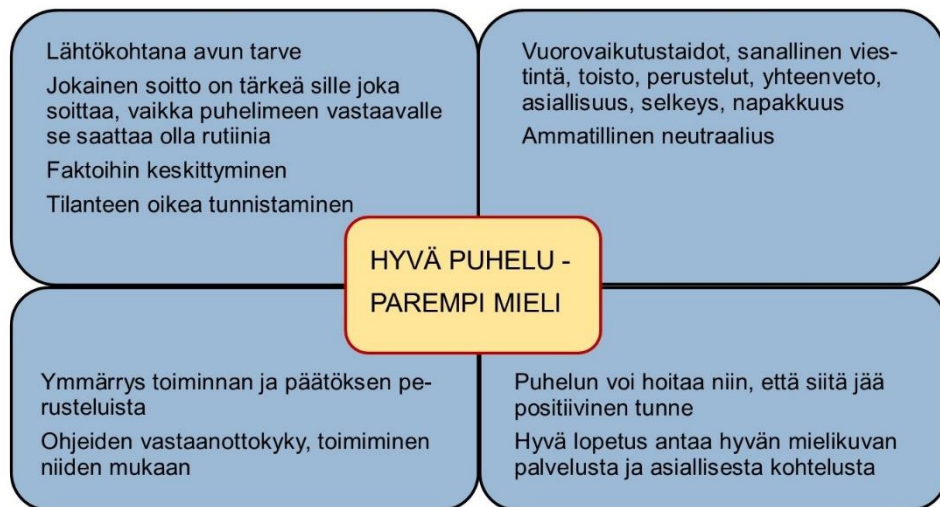 Lähtökohtana avun tarve
Jokainen soitto on tärkeä sille joka
soittaa, vaikka puhelimeen vastaavalle
se saattaa olla rutiinia
Faktoihin keskittyminen
Tilanteen oikea tunnistaminen
Vuorovaikutustaidot, sanallinen vies-
tintä, toisto, perustelut, yhteenveto,
asiallisuus, selkeys, napakkuus
Ammatillinen neutraalius
HYVÄ PUHELU -
PAREMPI MIELI
Ymmärrys toiminnan ja päätöksen pe-
rusteluista
Ohjeiden vastaanottokyky, toimiminen
niiden mukaan
Puhelun voi hoitaa niin, että siitä jää
positiivinen tunne
Hyvä lopetus antaa hyvän mielikuvan
palvelusta ja asiallisesta kohtelusta